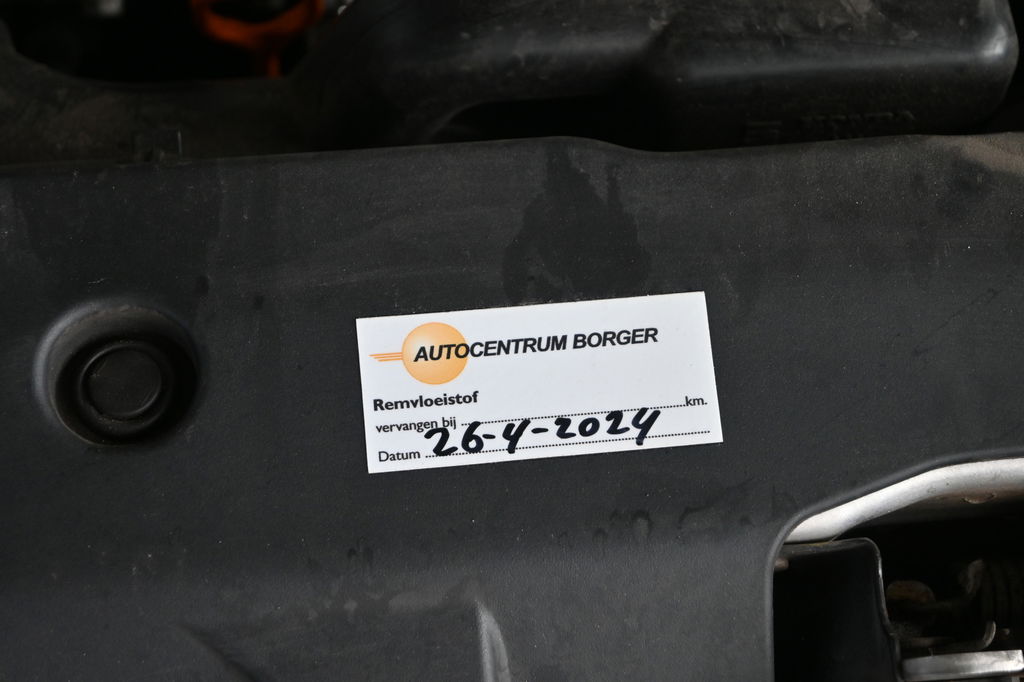 AUTOCENTRUM BORGER
Remvloeistof
vervangen bij ........................ km.
Datum 26-4-2024